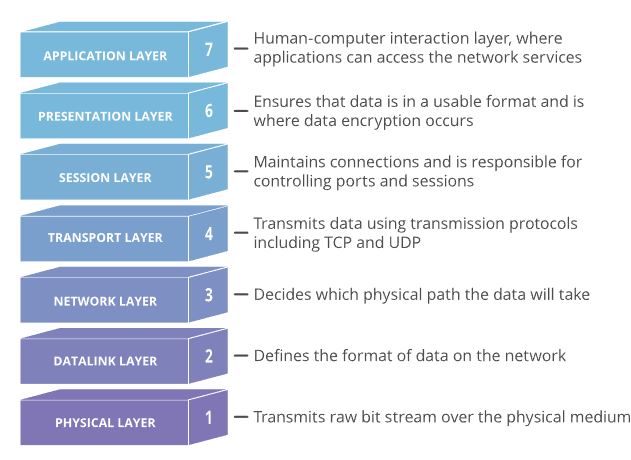 APPLICATION LAYER 7 Human-computer interaction layer, where
applications can access the network services
PRESENTATION LAYER 6 Ensures that data is in a usable format and is
where data encryption occurs
SESSION LAYER 5 Maintains connections and is responsible for
controlling ports and sessions
TRANSPORT LAYER 4 Transmits data using transmission protocols
including TCP and UDP
NETWORK LAYER 3 Decides which physical path the data will take
DATALINK LAYER 2 Defines the format of data on the network
PHYSICAL LAYER 1 Transmits raw bit stream over the physical medium